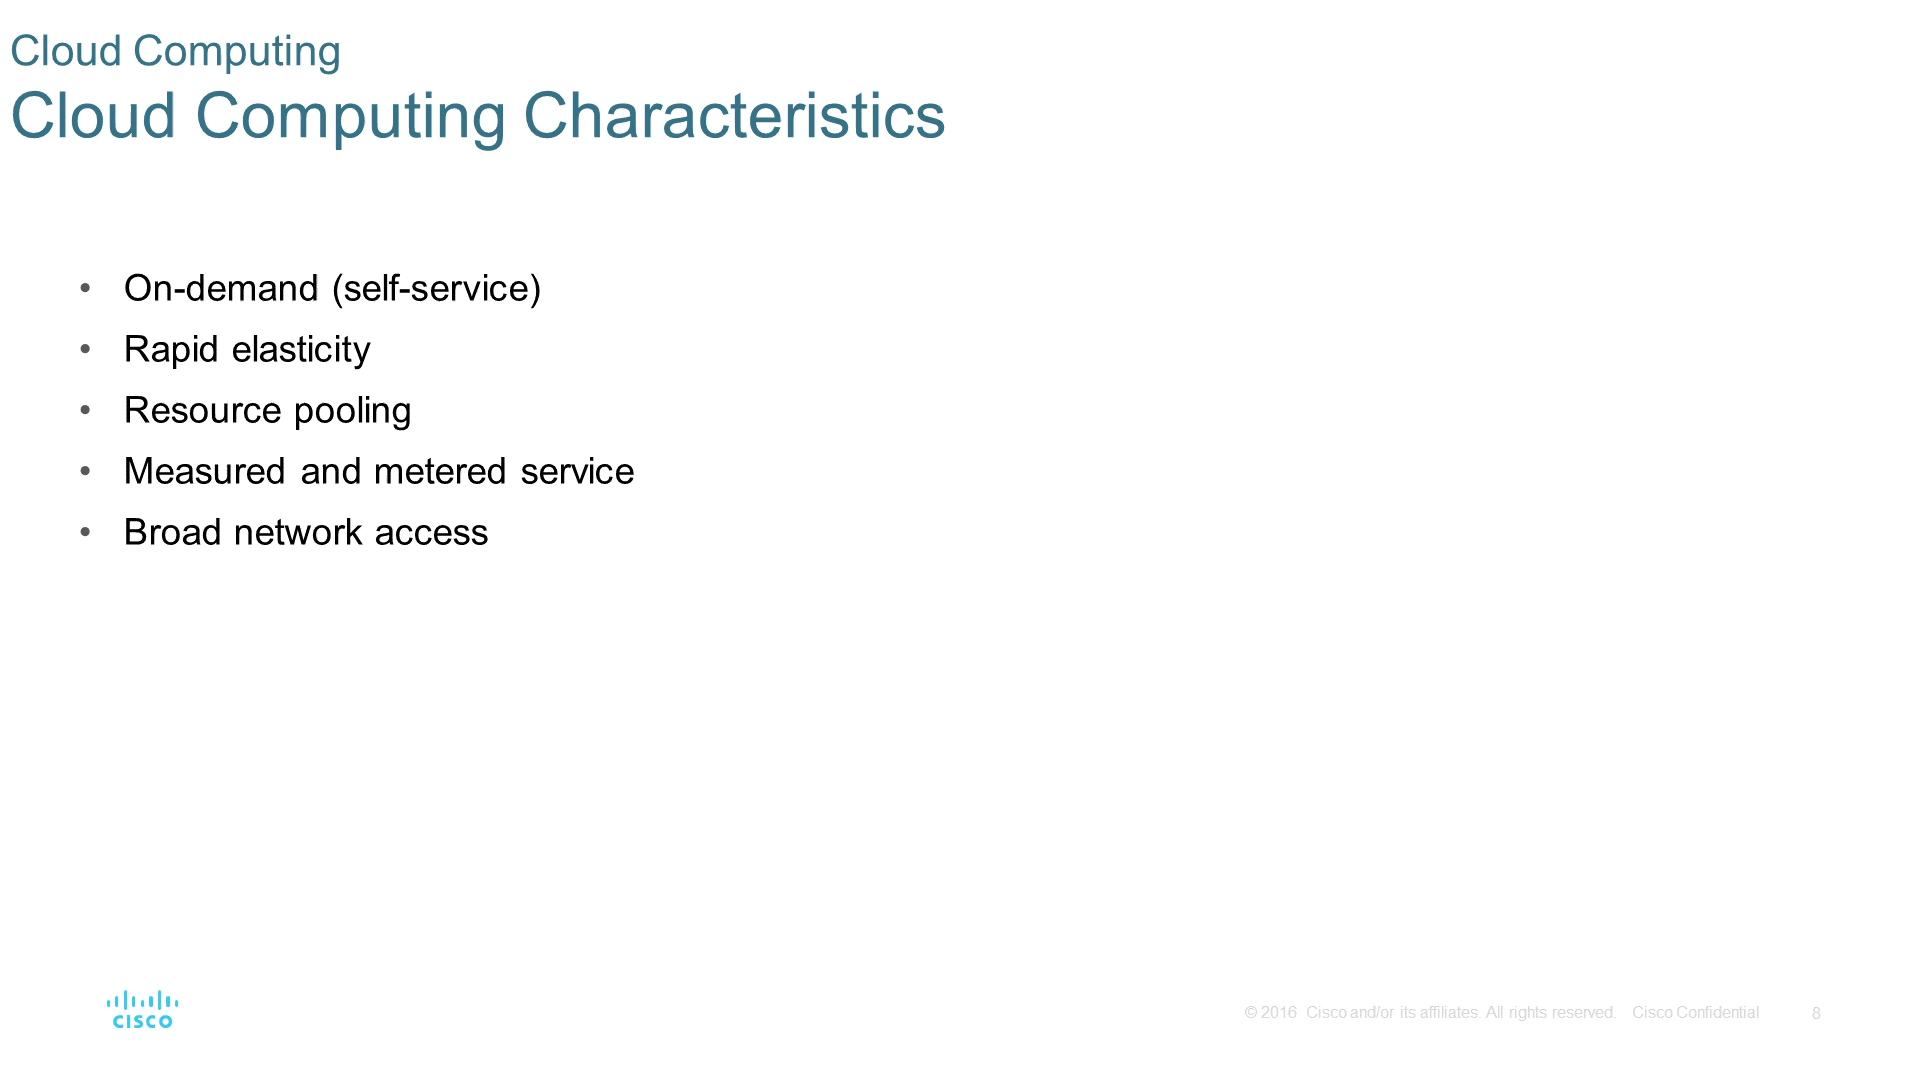 Cloud Computing
Cloud Computing Characteristics
• On-demand (self-service)
• Rapid elasticity
• Resource pooling
• Measured and metered service
• Broad network access
CISCO
© 2016 Cisco and/or its affiliates. All rights reserved. Cisco Confidential 8